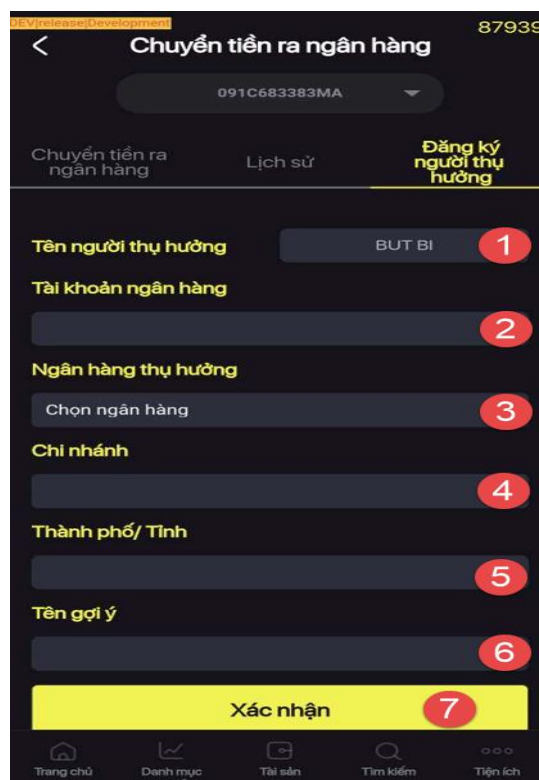 DEV|release|Development
87939
Chuyển tiền ra ngân hàng
091C683383MA
Chuyển tiền ra
ngân hàng
Lịch sử
Đăng ký
người thụ
hưởng
Tên người thụ hưởng
BUT BI
1
Tài khoản ngân hàng
2
Ngân hàng thụ hưởng
Chọn ngân hàng
3
Chi nhánh
4
Thành phố/ Tỉnh
5
Tên gợi ý
6
Xác nhận
7
Trang chủ
Danh mục
Tài sản
Tìm kiếm
Tiện ích